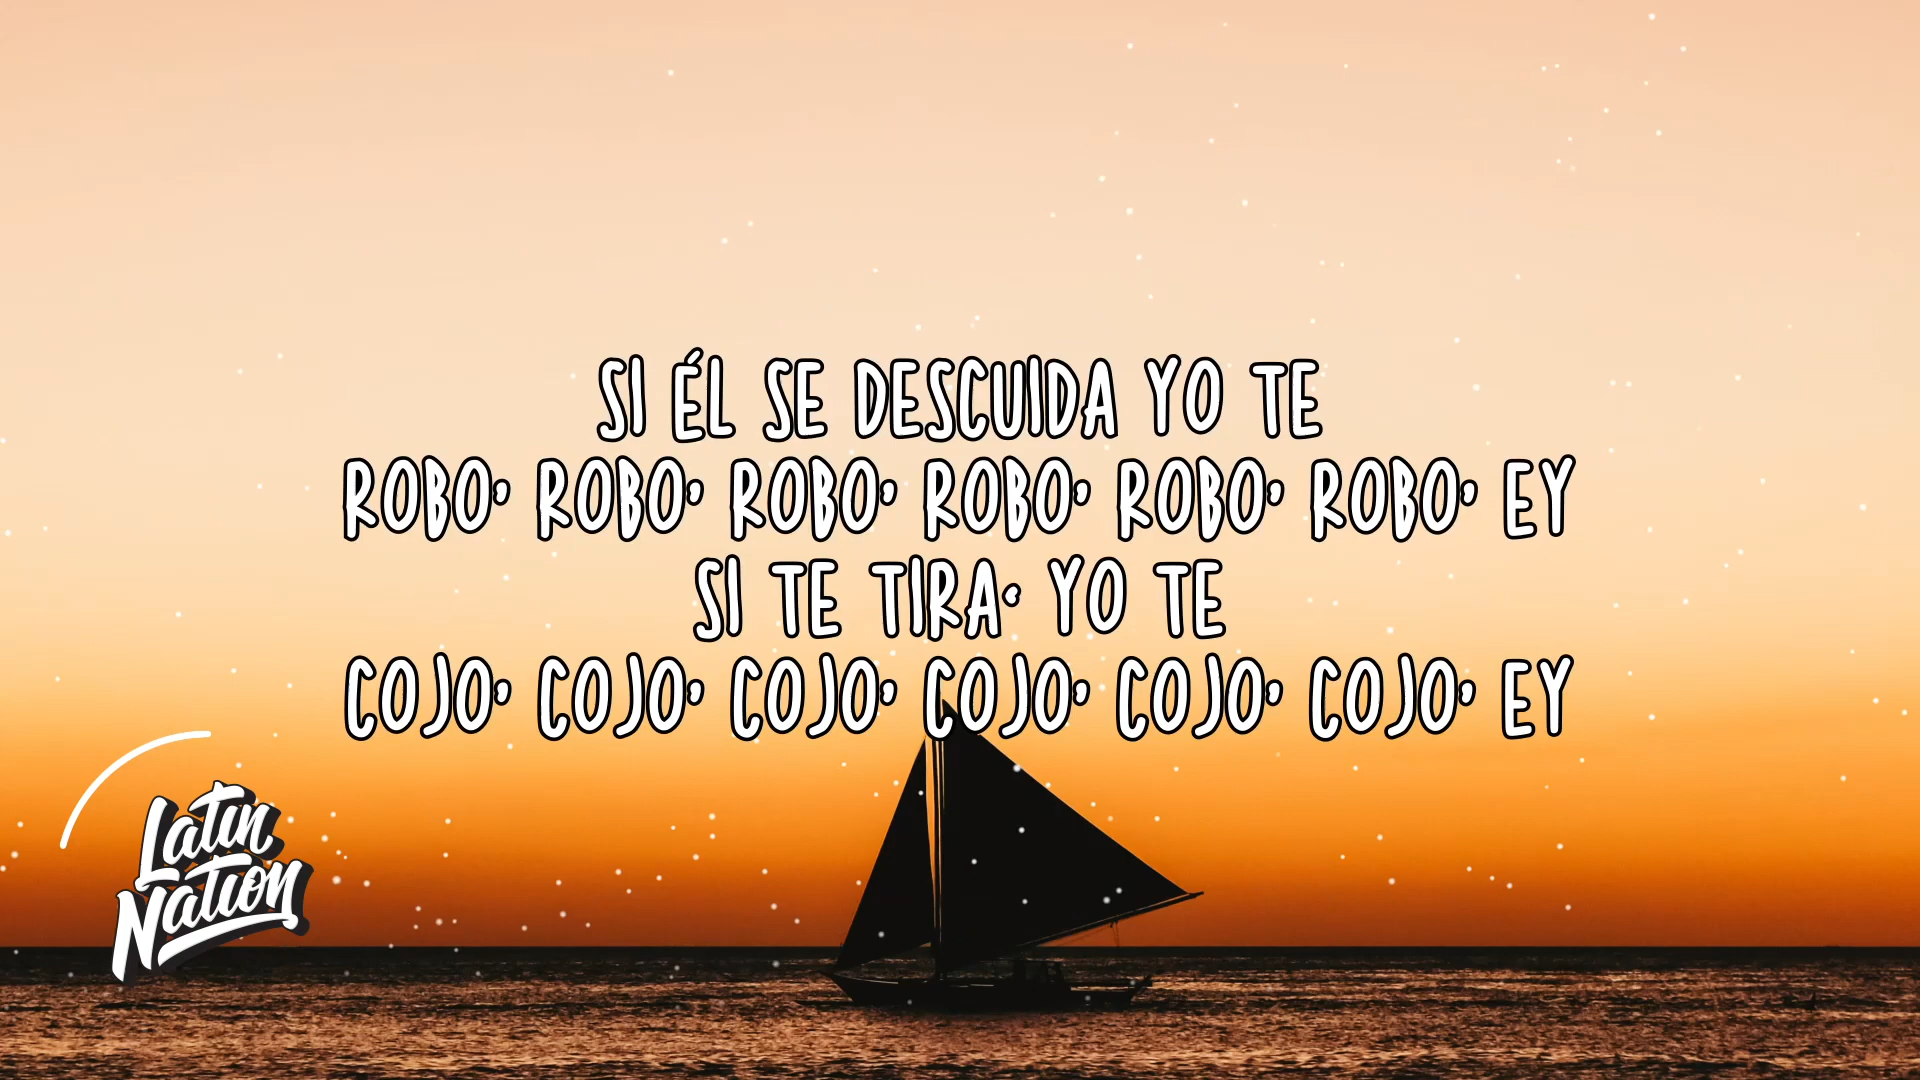 SI ÉL SE DESCUIDA YO TE
ROBO, ROBO, ROBO, ROBO, ROBO, ROBO, EY
SI TE TIRA' YO TE
COJO, COJO, COJO, COJO, COJO, COJO, EY
Latin
Nation